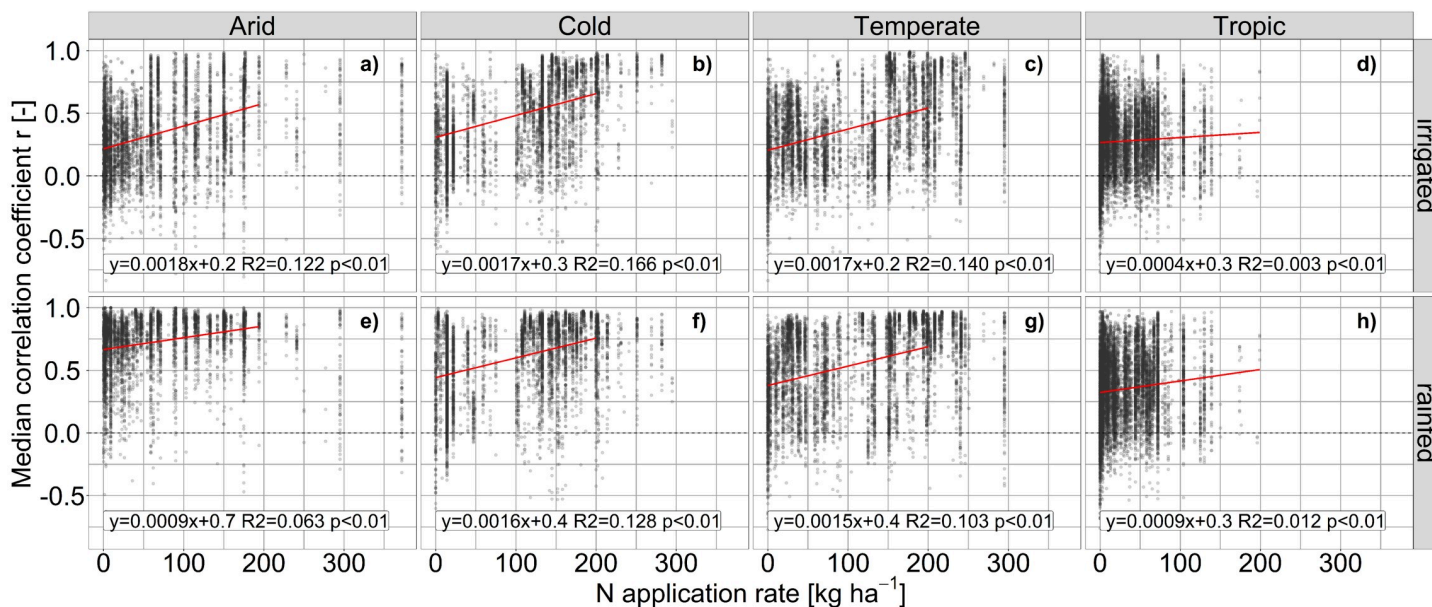 Arid Cold Temperate Tropic
1.0 a) b) c) d)
0.5
0.0
-0.5
y=0.0018x+0.2 R2=0.122 p<0.01 y=0.0017x+0.3 R2=0.166 p<0.01 y=0.0017x+0.2 R2=0.140 p<0.01 y=0.0004x+0.3 R2=0.003 p<0.01
irrigated
Median correlation coefficient r [-]
1.0 e) f) g) h)
0.5
0.0
-0.5
y=0.0009x+0.7 R2=0.063 p<0.01 y=0.0016x+0.4 R2=0.128 p<0.01 y=0.0015x+0.4 R2=0.103 p<0.01 y=0.0009x+0.3 R2=0.012 p<0.01
rainfed
0 100 200 300 0 100 200 300 0 100 200 300 0 100 200 300
N application rate [kg ha⁻¹]